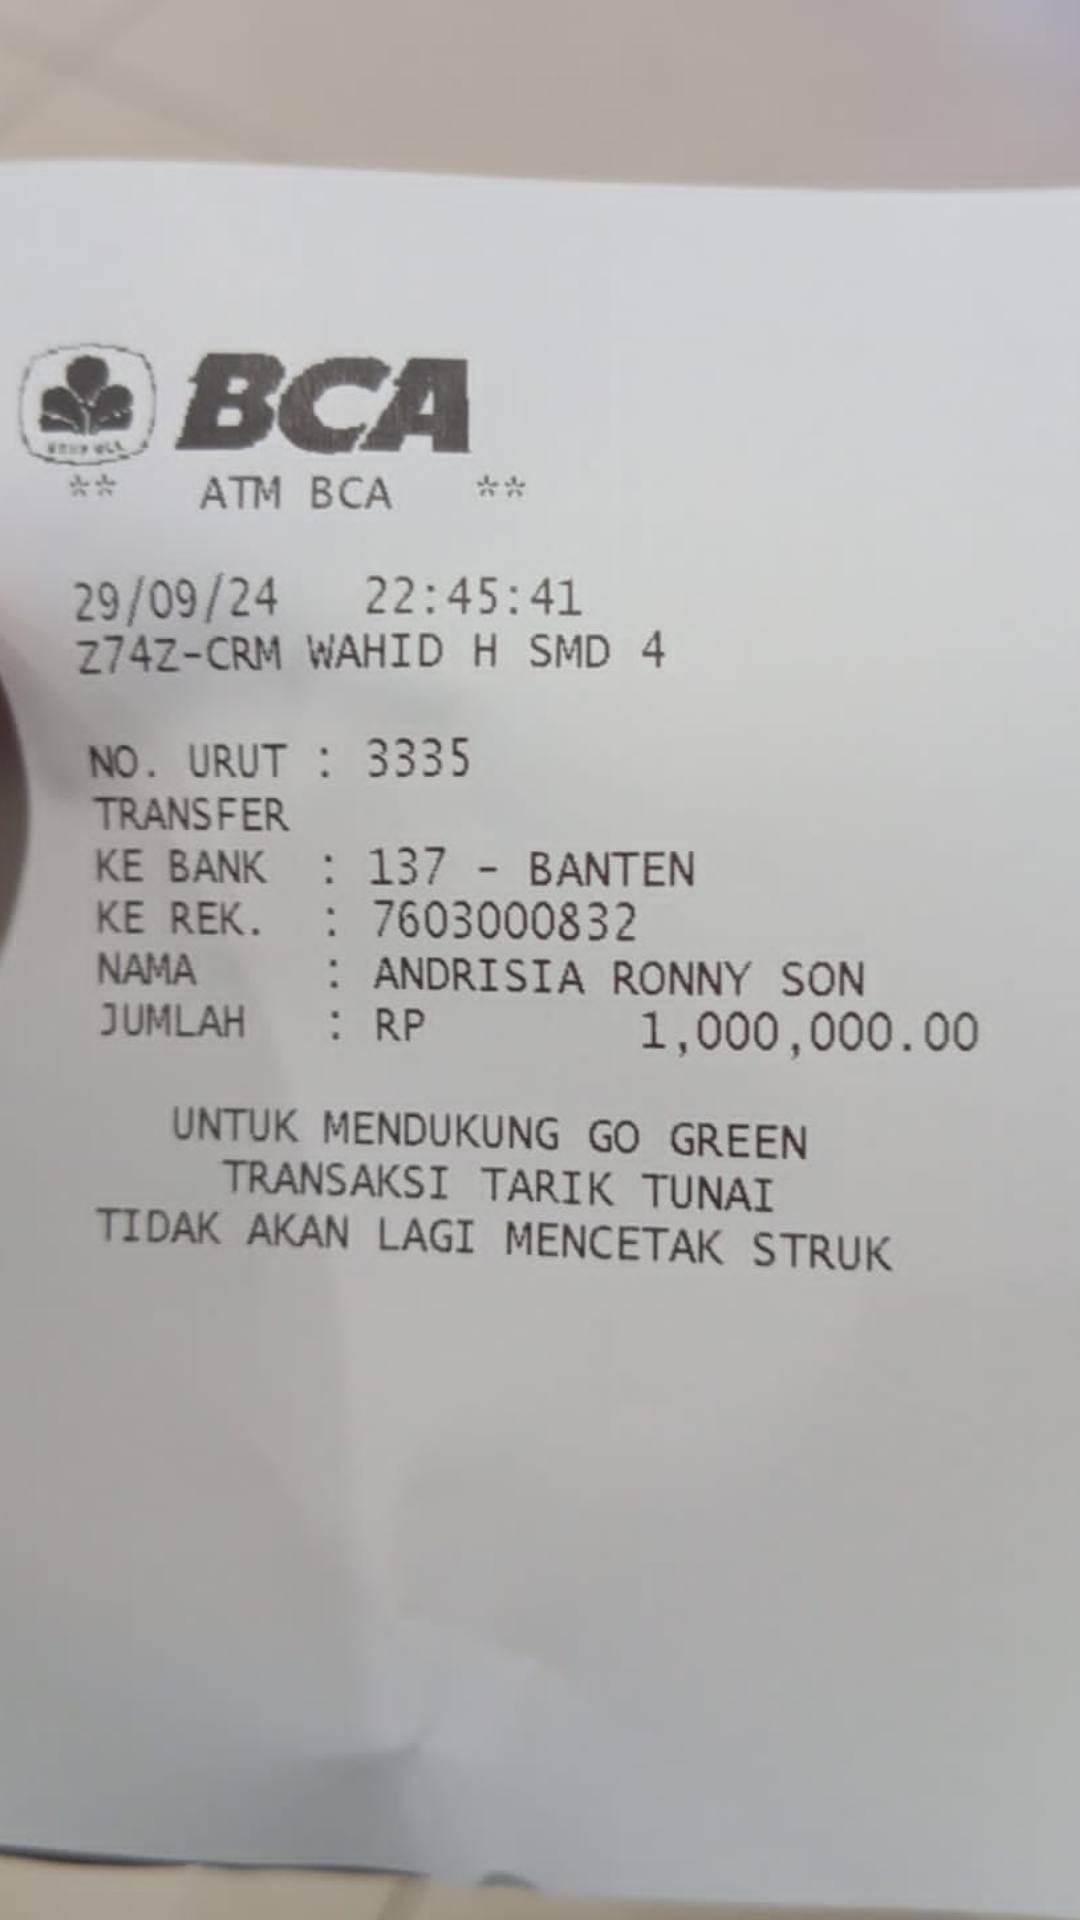 BCA
** ATM BCA **
29/09/24 22:45:41
Z74Z-CRM WAHID H SMD 4
NO. URUT : 3335
TRANSFER
KE BANK : 137 - BANTEN
KE REK. : 7603000832
NAMA : ANDRISIA RONNY SON
JUMLAH : RP 1,000,000.00
UNTUK MENDUKUNG GO GREEN
TRANSAKSI TARIK TUNAI
TIDAK AKAN LAGI MENCETAK STRUK